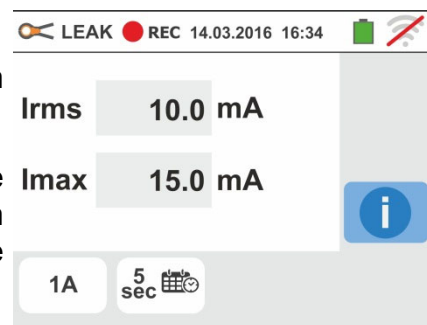 LEAK REC 14.03.2016 16:34
Irms 10.0 mA
Imax 15.0 mA
i
1A 5 sec